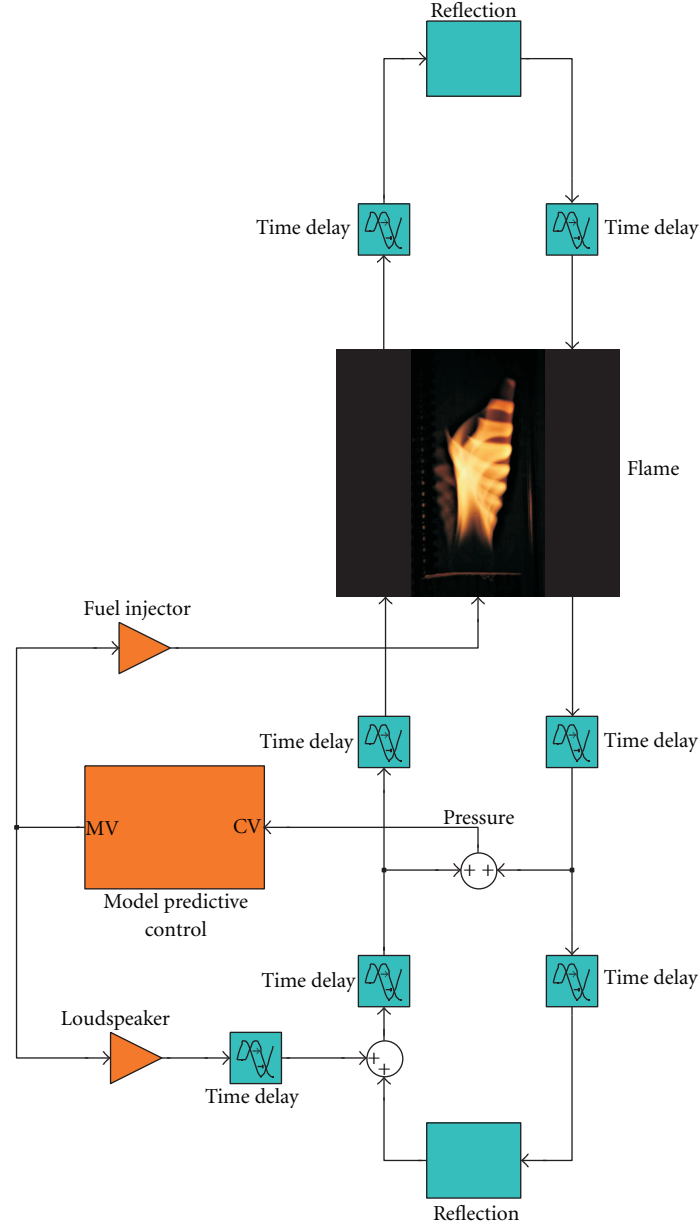 Reflection
Time delay
Time delay
Flame
Fuel injector
Time delay
Time delay
MV
CV
Pressure
+ +
Model predictive
control
Time delay
Time delay
Loudspeaker
+
+
Time delay
Reflection